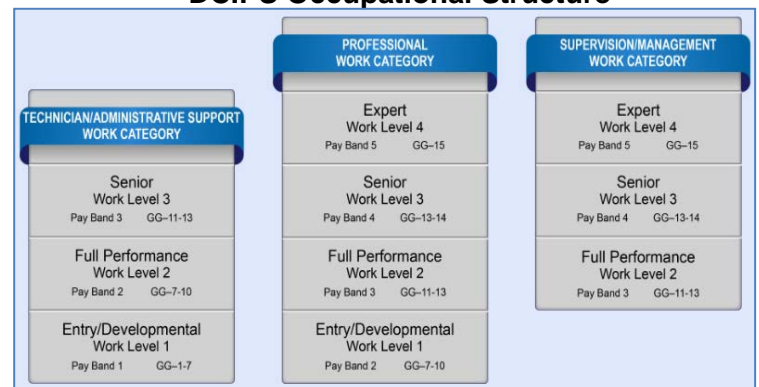 DCIPS Occupational Structure
TECHNICIAN/ADMINISTRATIVE SUPPORT
WORK CATEGORY
Senior
Work Level 3
Pay Band 3 GG–11-13
Full Performance
Work Level 2
Pay Band 2 GG–7-10
Entry/Developmental
Work Level 1
Pay Band 1 GG–1-7
PROFESSIONAL
WORK CATEGORY
Expert
Work Level 4
Pay Band 5 GG–15
Senior
Work Level 3
Pay Band 4 GG–13-14
Full Performance
Work Level 2
Pay Band 3 GG–11-13
Entry/Developmental
Work Level 1
Pay Band 2 GG–7-10
SUPERVISION/MANAGEMENT
WORK CATEGORY
Expert
Work Level 4
Pay Band 5 GG–15
Senior
Work Level 3
Pay Band 4 GG–13-14
Full Performance
Work Level 2
Pay Band 3 GG–11-13